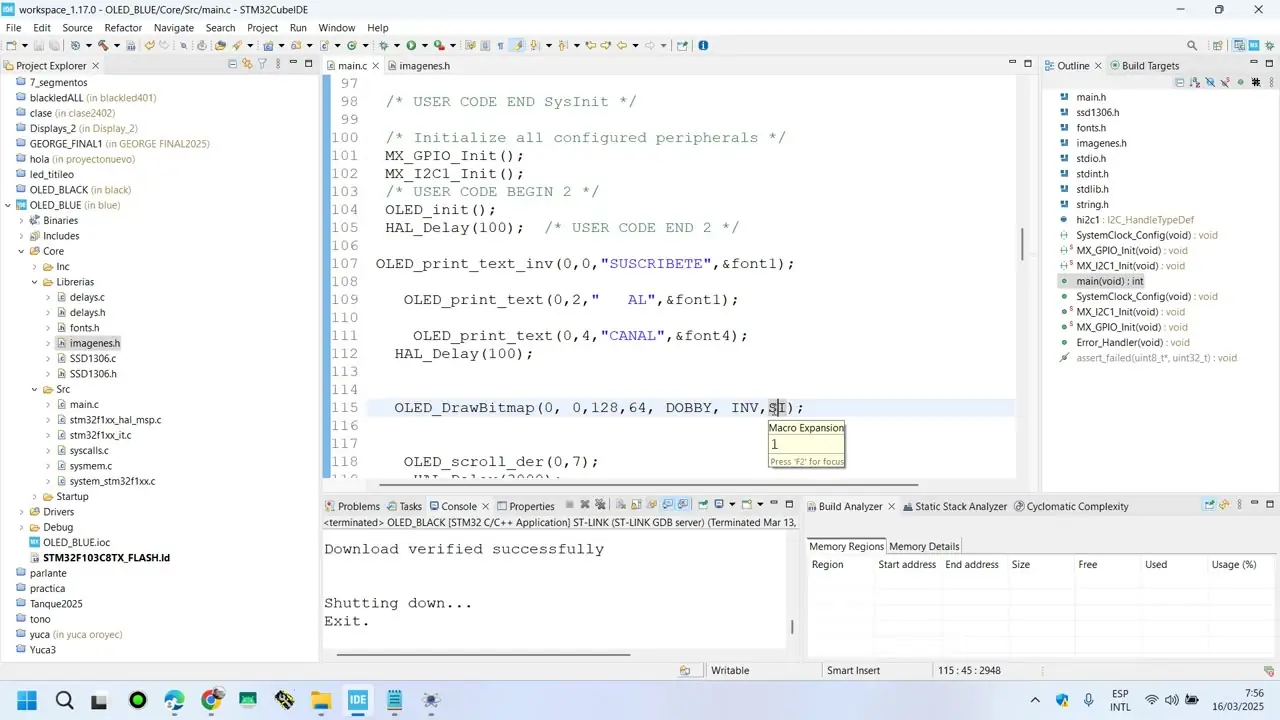 workspace_1.17.0 - OLED_BLUE/Core/Src/main.c - STM32CubeIDE
File Edit Source Refactor Navigate Search Project Run Window Help
Project Explorer
7_segmentos
blackledALL (in blackled401)
clase (in clase2402)
Displays_2 (in Display_2)
GEORGE_FINAL1 (in GEORGE FINAL2025)
hola (in proyectonuevo)
led_titileo
OLED_BLACK (in black)
OLED_BLUE (in blue)
Binaries
Includes
Core
Inc
Librerias
delays.c
delays.h
fonts.h
imagenes.h
SSD1306.c
SSD1306.h
Src
main.c
stm32f1xx_hal_msp.c
stm32f1xx_it.c
syscalls.c
sysmem.c
system_stm32f1xx.c
Startup
Drivers
Debug
OLED_BLUE.ioc
STM32F103C8TX_FLASH.ld
parlante
practica
Tanque2025
tono
yuca (in yuca oroyec)
Yuca3
main.c imagenes.h
97
98 /* USER CODE END SysInit */
99
100 /* Initialize all configured peripherals */
101 MX_GPIO_Init();
102 MX_I2C1_Init();
103 /* USER CODE BEGIN 2 */
104 OLED_init();
105 HAL_Delay(100); /* USER CODE END 2 */
106
107 OLED_print_text_inv(0,0,"SUSCRIBETE",&font1);
108
109 OLED_print_text(0,2,"   AL",&font1);
110
111 OLED_print_text(0,4,"CANAL",&font4);
112 HAL_Delay(100);
113
114
115 OLED_DrawBitmap(0, 0,128,64, DOBBY, INV,SI);
116
117
118 OLED_scroll_der(0,7);
Macro Expansion
1
Press 'F2' for focus
Outline Build Targets
main.h
ssd1306.h
fonts.h
imagenes.h
stdio.h
stdint.h
stdlib.h
string.h
hi2c1 : I2C_HandleTypeDef
SystemClock_Config(void) : void
MX_GPIO_Init(void) : void
MX_I2C1_Init(void) : void
main(void) : int
SystemClock_Config(void) : void
MX_I2C1_Init(void) : void
MX_GPIO_Init(void) : void
Error_Handler(void) : void
assert_failed(uint8_t*, uint32_t) : void
Problems Tasks Console Properties
<terminated> OLED_BLACK [STM32 C/C++ Application] ST-LINK (ST-LINK GDB server) (Terminated Mar 13,
Download verified successfully
Shutting down...
Exit.
Build Analyzer Static Stack Analyzer Cyclomatic Complexity
Memory Regions Memory Details
Region Start address End address Size Free Used Usage (%)
Writable Smart Insert 115 : 45 : 2948
IDE
ESP
INTL
7:56
16/03/2025